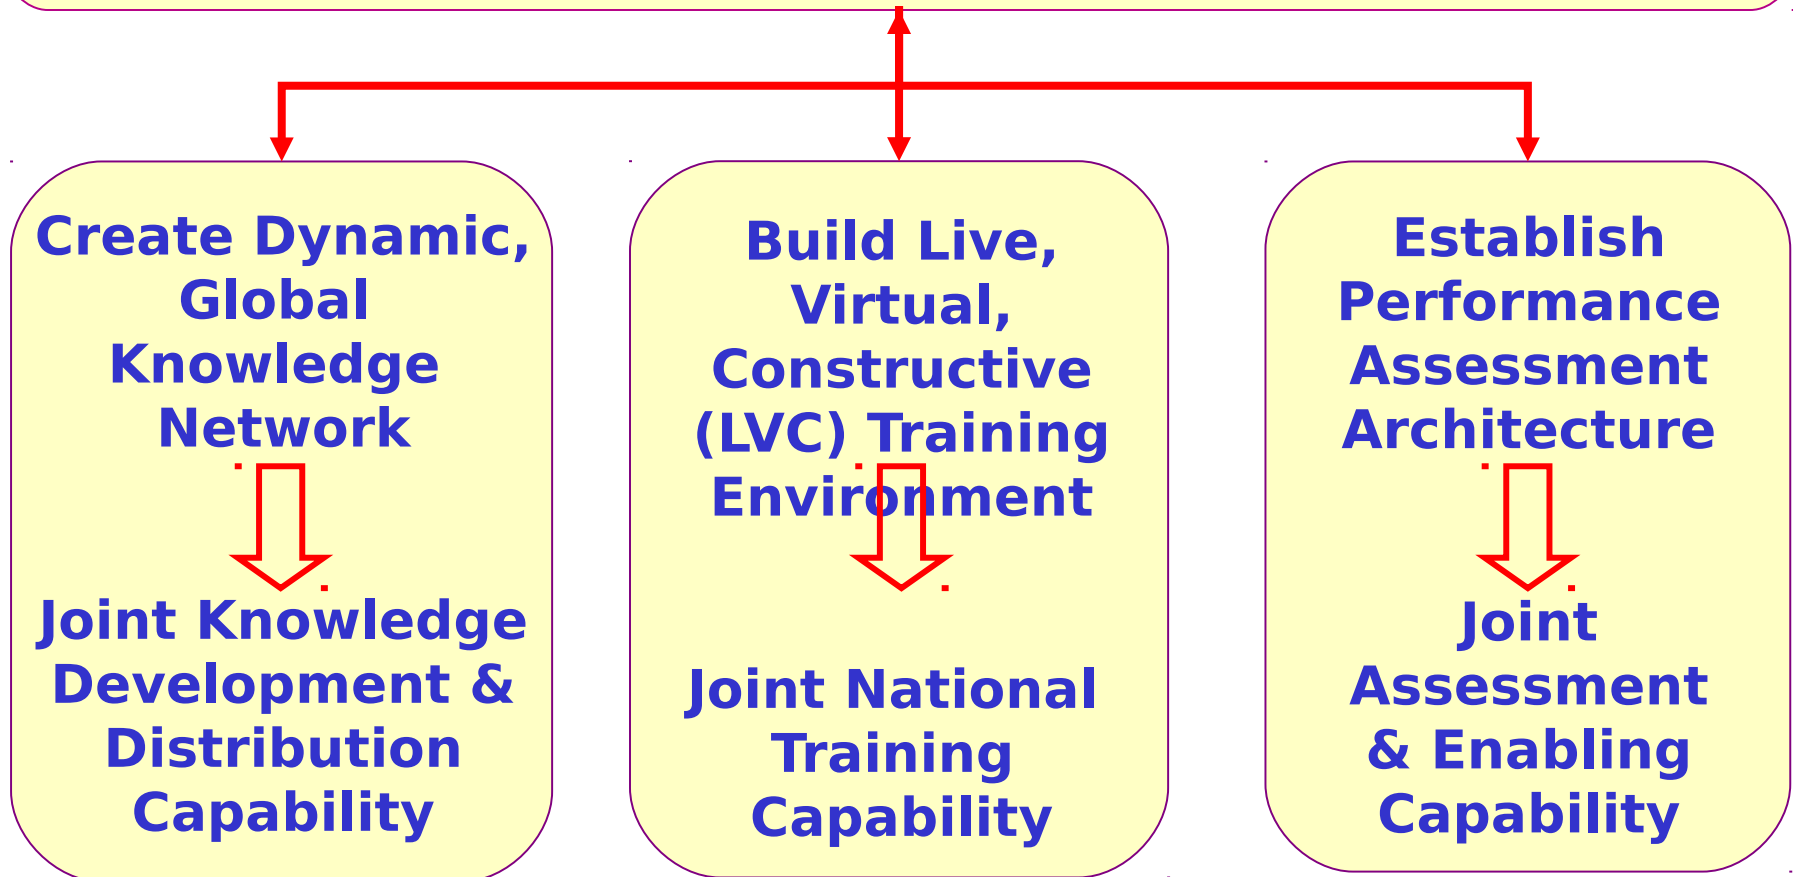 Create Dynamic,
Global
Knowledge
Network
Joint Knowledge
Development &
Distribution
Capability
Build Live,
Virtual,
Constructive
(LVC) Training
Environment
Joint National
Training
Capability
Establish
Performance
Assessment
Architecture
Joint
Assessment
& Enabling
Capability